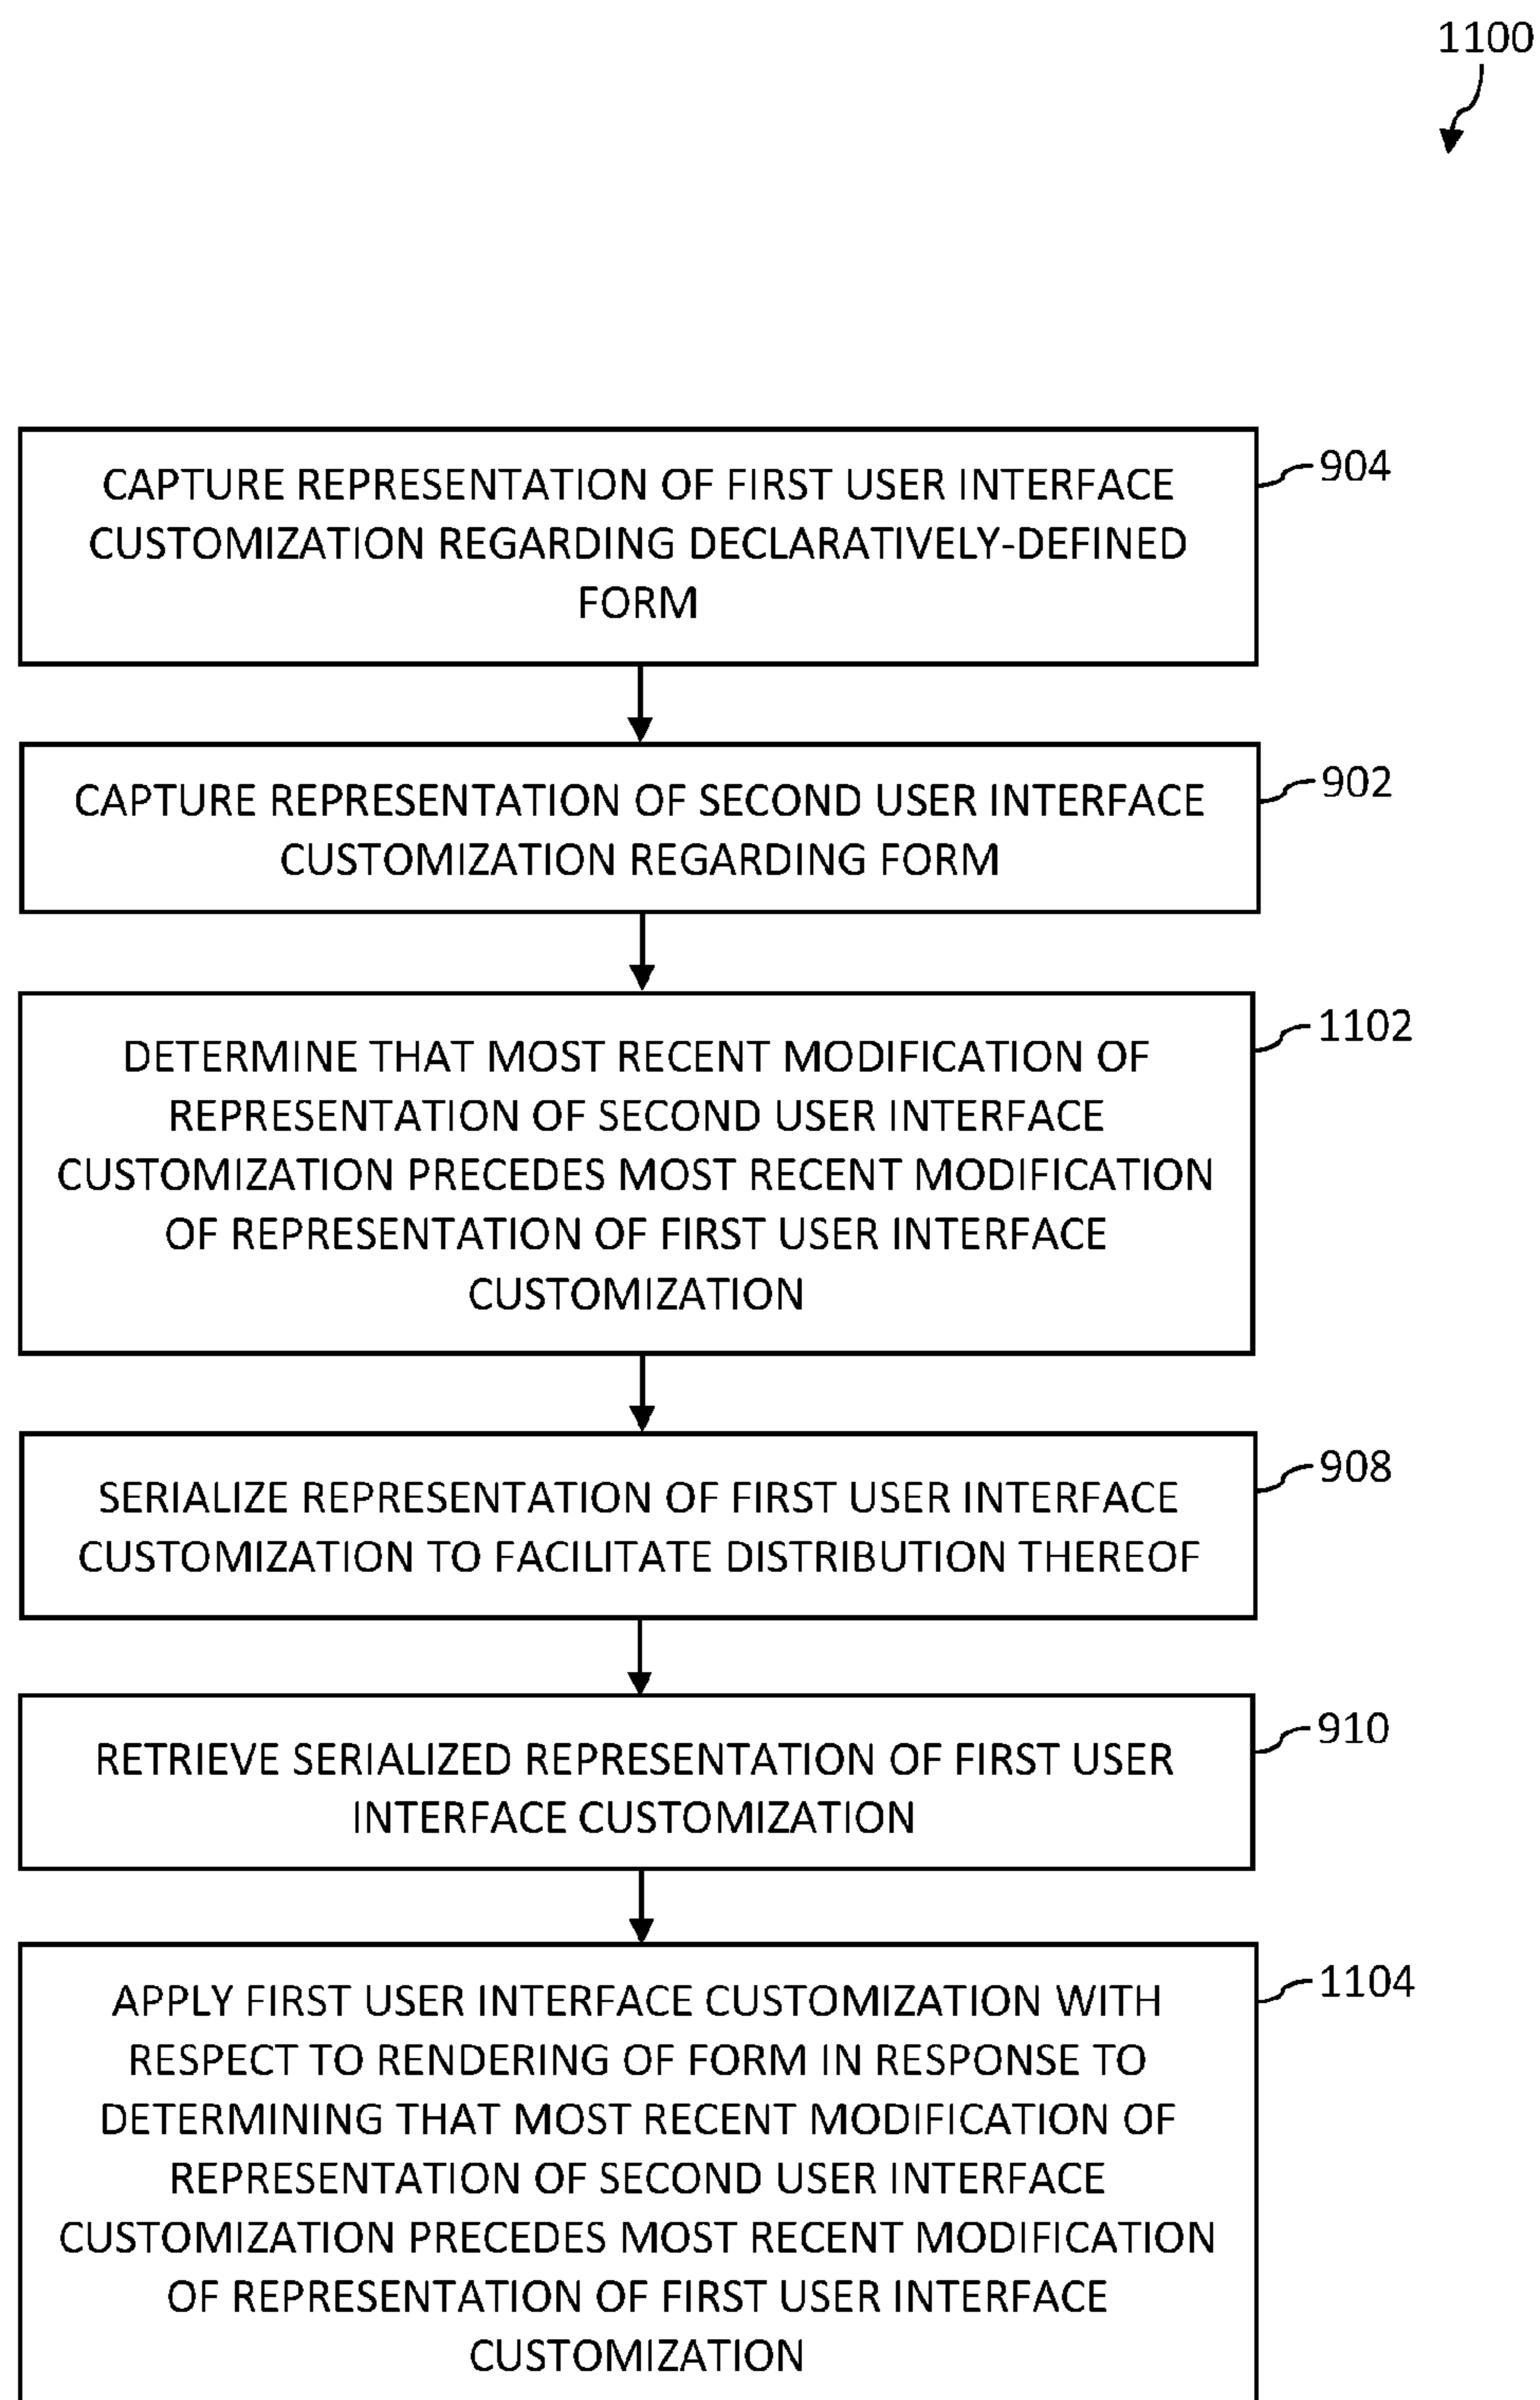 1100
CAPTURE REPRESENTATION OF FIRST USER INTERFACE
CUSTOMIZATION REGARDING DECLARATIVELY-DEFINED
FORM
904
CAPTURE REPRESENTATION OF SECOND USER INTERFACE
CUSTOMIZATION REGARDING FORM
902
DETERMINE THAT MOST RECENT MODIFICATION OF
REPRESENTATION OF SECOND USER INTERFACE
CUSTOMIZATION PRECEDES MOST RECENT MODIFICATION
OF REPRESENTATION OF FIRST USER INTERFACE
CUSTOMIZATION
1102
SERIALIZE REPRESENTATION OF FIRST USER INTERFACE
CUSTOMIZATION TO FACILITATE DISTRIBUTION THEREOF
908
RETRIEVE SERIALIZED REPRESENTATION OF FIRST USER
INTERFACE CUSTOMIZATION
910
APPLY FIRST USER INTERFACE CUSTOMIZATION WITH
RESPECT TO RENDERING OF FORM IN RESPONSE TO
DETERMINING THAT MOST RECENT MODIFICATION OF
REPRESENTATION OF SECOND USER INTERFACE
CUSTOMIZATION PRECEDES MOST RECENT MODIFICATION
OF REPRESENTATION OF FIRST USER INTERFACE
CUSTOMIZATION
1104